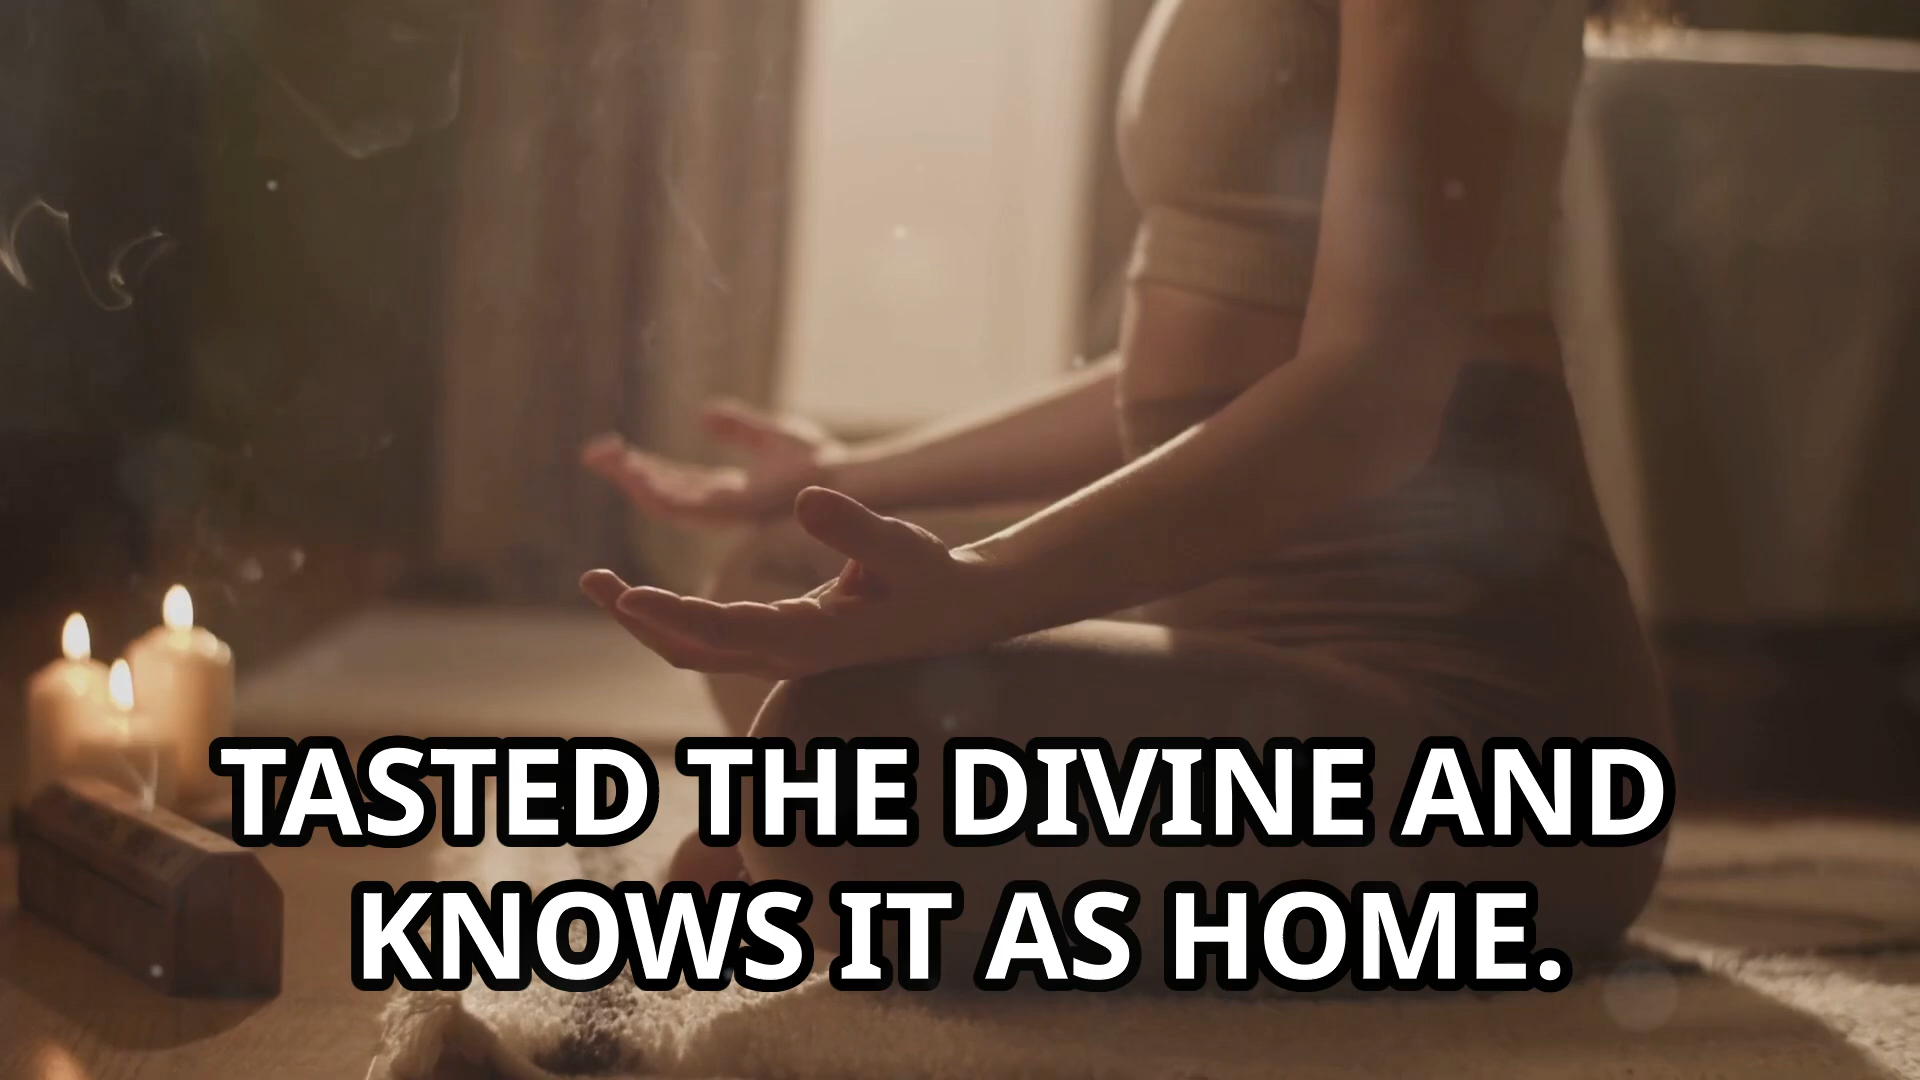 TASTED THE DIVINE AND
KNOWS IT AS HOME.